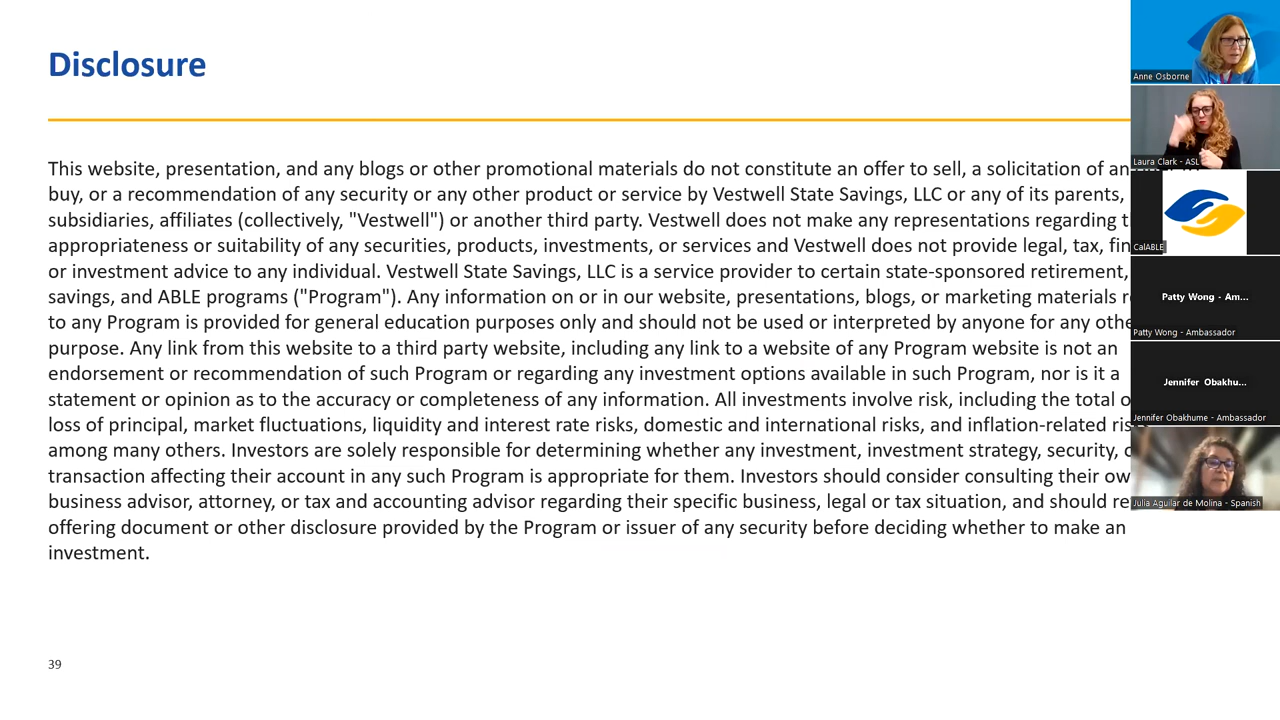 Disclosure
This website, presentation, and any blogs or other promotional materials do not constitute an offer to sell, a solicitation of an
buy, or a recommendation of any security or any other product or service by Vestwell State Savings, LLC or any of its parents,
subsidiaries, affiliates (collectively, "Vestwell") or another third party. Vestwell does not make any representations regarding
appropriateness or suitability of any securities, products, investments, or services and Vestwell does not provide legal, tax,
or investment advice to any individual. Vestwell State Savings, LLC is a service provider to certain state-sponsored retirement,
savings, and ABLE programs ("Program"). Any information on or in our website, presentations, blogs, or marketing materials
to any Program is provided for general education purposes only and should not be used or interpreted by anyone for any
purpose. Any link from this website to a third party website, including any link to a website of any Program website is not an
endorsement or recommendation of such Program or regarding any investment options available in such Program, nor is it a
statement or opinion as to the accuracy or completeness of any information. All investments involve risk, including the total
loss of principal, market fluctuations, liquidity and interest rate risks, domestic and international risks, and inflation-related
among many others. Investors are solely responsible for determining whether any investment, investment strategy, security,
transaction affecting their account in any such Program is appropriate for them. Investors should consider consulting their
business advisor, attorney, or tax and accounting advisor regarding their specific business, legal or tax situation, and should
offering document or other disclosure provided by the Program or issuer of any security before deciding whether to make an
investment.
39
Anne Osborne
Laura Clark - ASL
CalABLE
Patty Wong - Am...
Patty Wong - Ambassador
Jennifer Obakhu...
Jennifer Obakhume - Ambassador
Julia Aguilar de Molina - Spanish